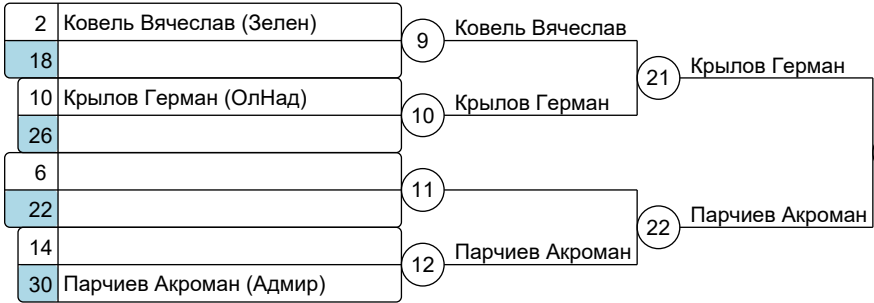 2 Ковель Вячеслав (Зелен)
18
10 Крылов Герман (ОлНад)
26
6
22
14
30 Парчиев Акроман (Адмир)
9 Ковель Вячеслав
10 Крылов Герман
11
12 Парчиев Акроман
21 Крылов Герман
22 Парчиев Акроман